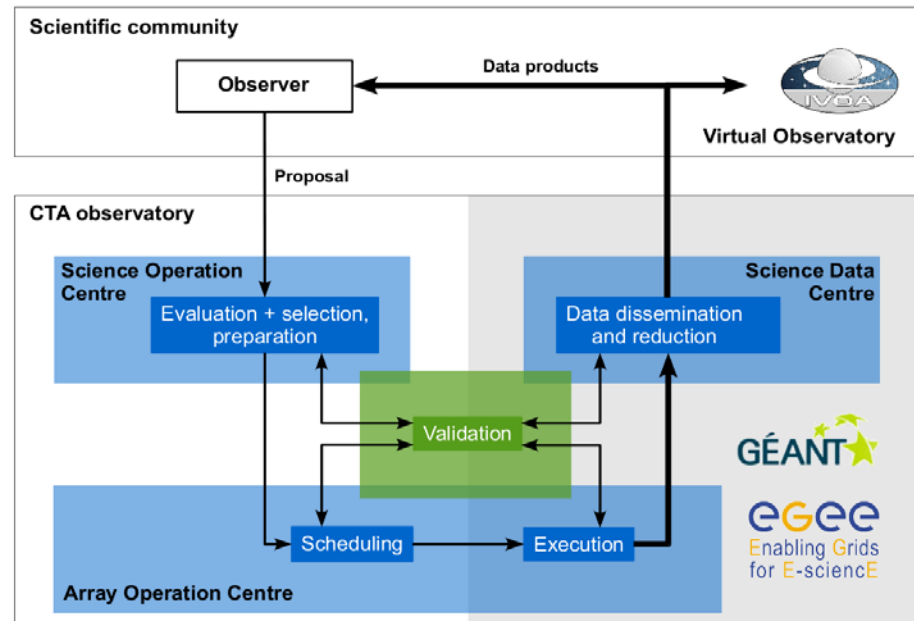 Scientific community
Observer
Data products
IVOA
Virtual Observatory
Proposal
CTA observatory
Science Operation
Centre
Evaluation + selection,
preparation
Science Data
Centre
Data dissemination
and reduction
Validation
GÉANT
Scheduling
Execution
Array Operation Centre
eGee
Enabling Grids
for E-sciencE